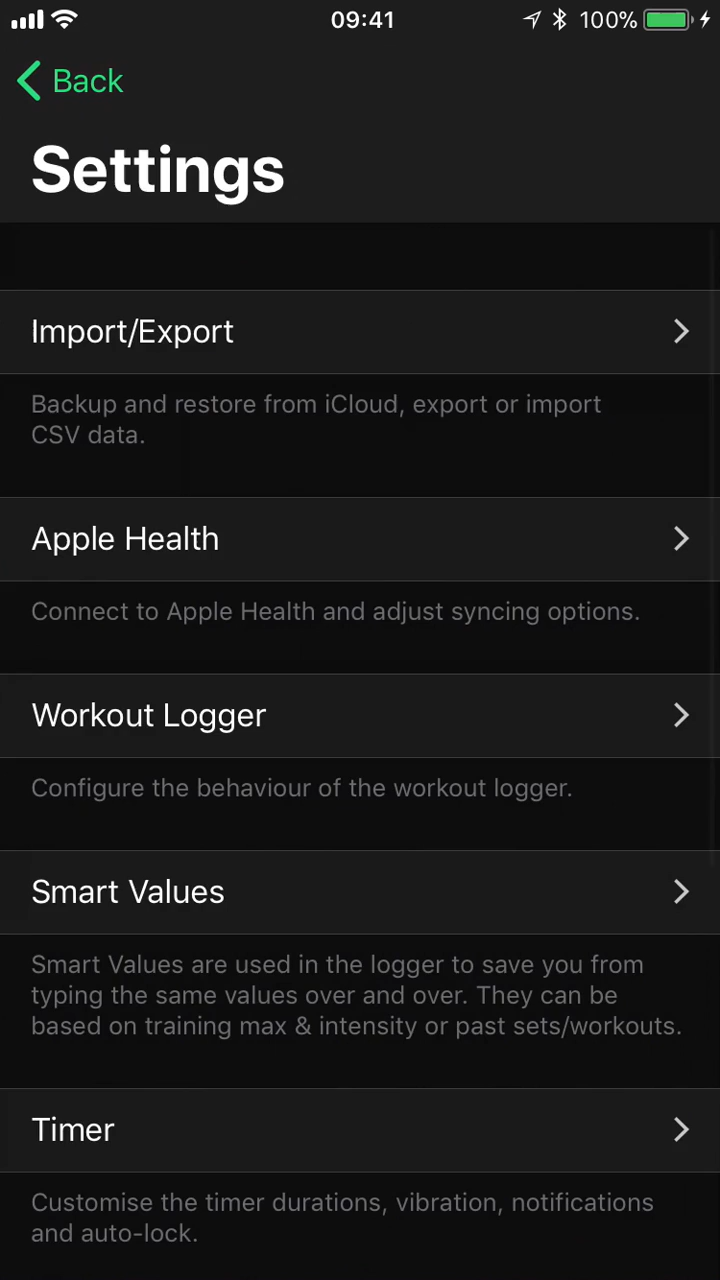 09:41
100%
Back
Settings
Import/Export
Backup and restore from iCloud, export or import
CSV data.
Apple Health
Connect to Apple Health and adjust syncing options.
Workout Logger
Configure the behaviour of the workout logger.
Smart Values
Smart Values are used in the logger to save you from
typing the same values over and over. They can be
based on training max & intensity or past sets/workouts.
Timer
Customise the timer durations, vibration, notifications
and auto-lock.